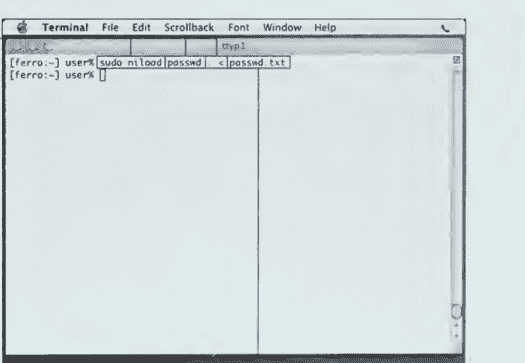 Terminal File Edit Scrollback Font Window Help
ttyp1
[ferro:~] user% sudo niload passwd . < passwd.txt
[ferro:~] user%